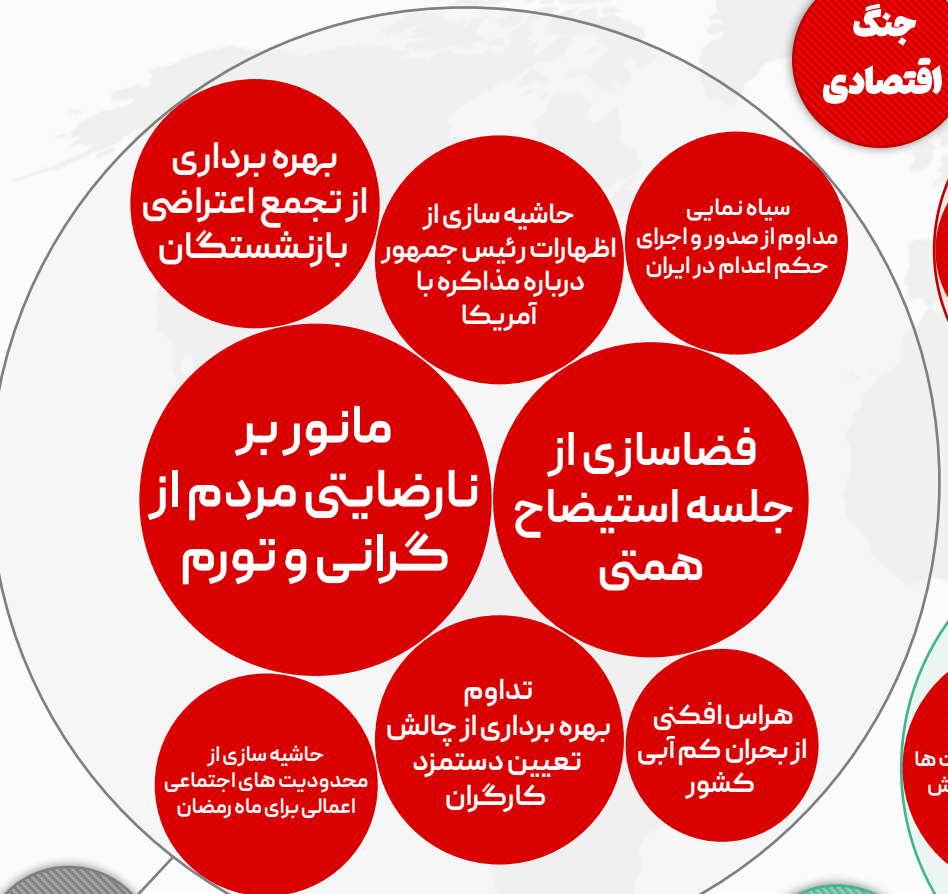 جنگ
اقتصادی
سیاه نمایی
مداوم از صدور و اجرای
حکم اعدام در ایران
حاشیه سازی از
اظهارات رئیس جمهور
درباره مذاکره با
آمریکا
بهره برداری
از تجمع اعتراضی
بازنشستگان
فضاسازی از
جلسه استیضاح
همتی
مانور بر
نارضایتی مردم از
گرانی و تورم
هراس افکنی
از بحران کم آبی
کشور
تداوم
بهره برداری از چالش
تعیین دستمزد
کارگران
حاشیه سازی از
محدودیت های اجتماعی
اعمالی برای ماه رمضان